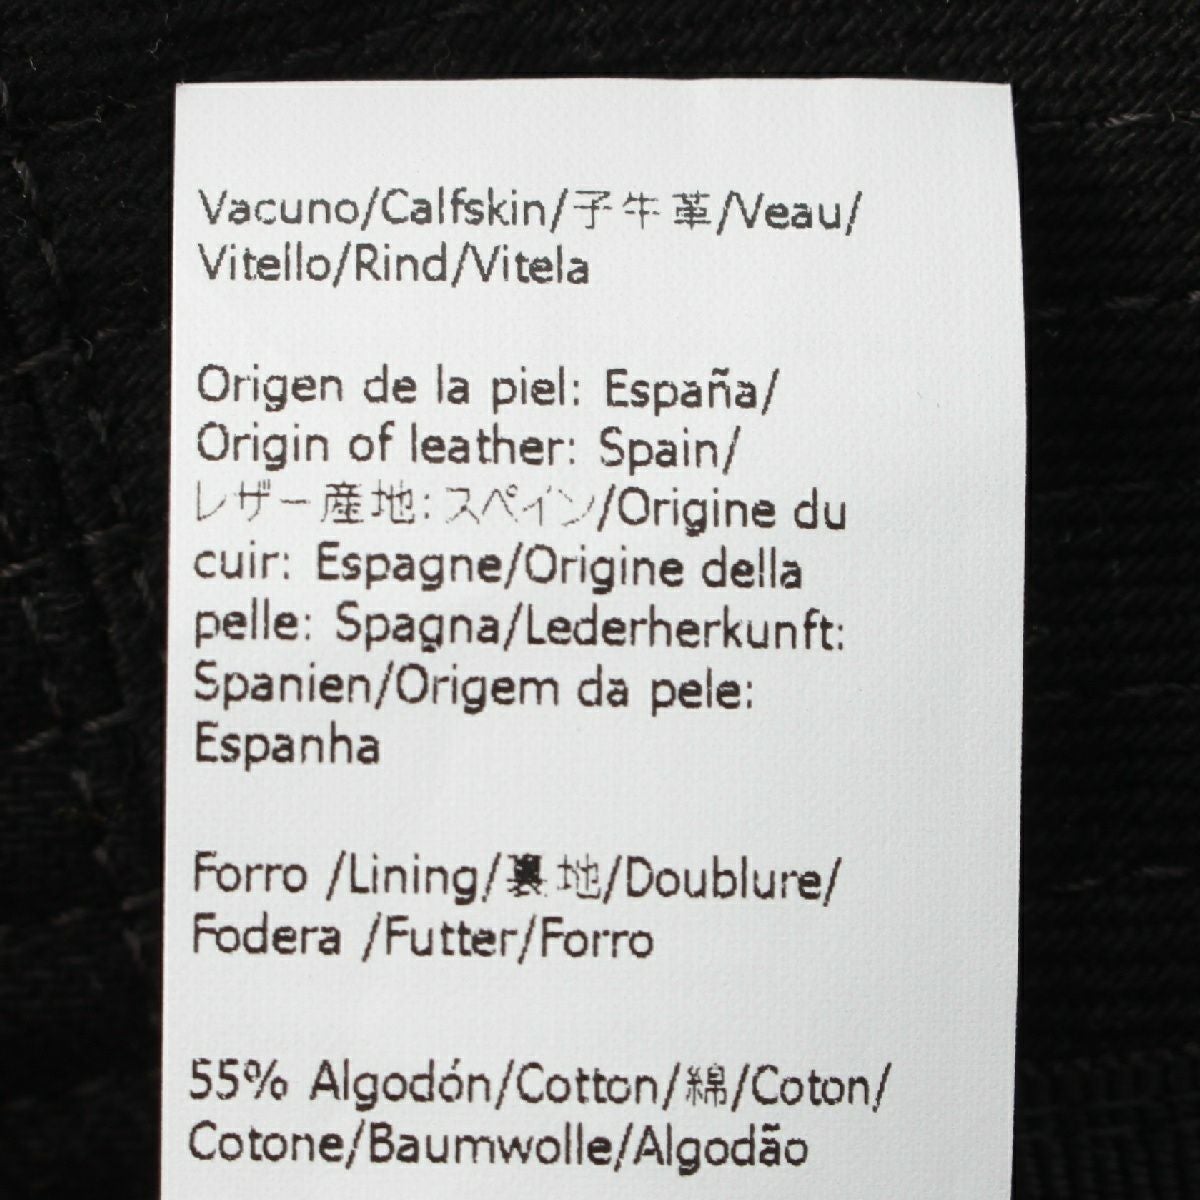 Vacuno/Calfskin/子牛革/Veau/
Vitello/Rind/Vitela
Origen de la piel: España/
Origin of leather: Spain/
レザー産地: スペイン/Origine du
cuir: Espagne/Origine della
pelle: Spagna/Lederherkunft:
Spanien/Origem da pele:
Espanha
Forro /Lining/裏地/Doublure/
Fodera /Futter/Forro
55% Algodón/Cotton/綿/Coton/
Cotone/Baumwolle/Algodão